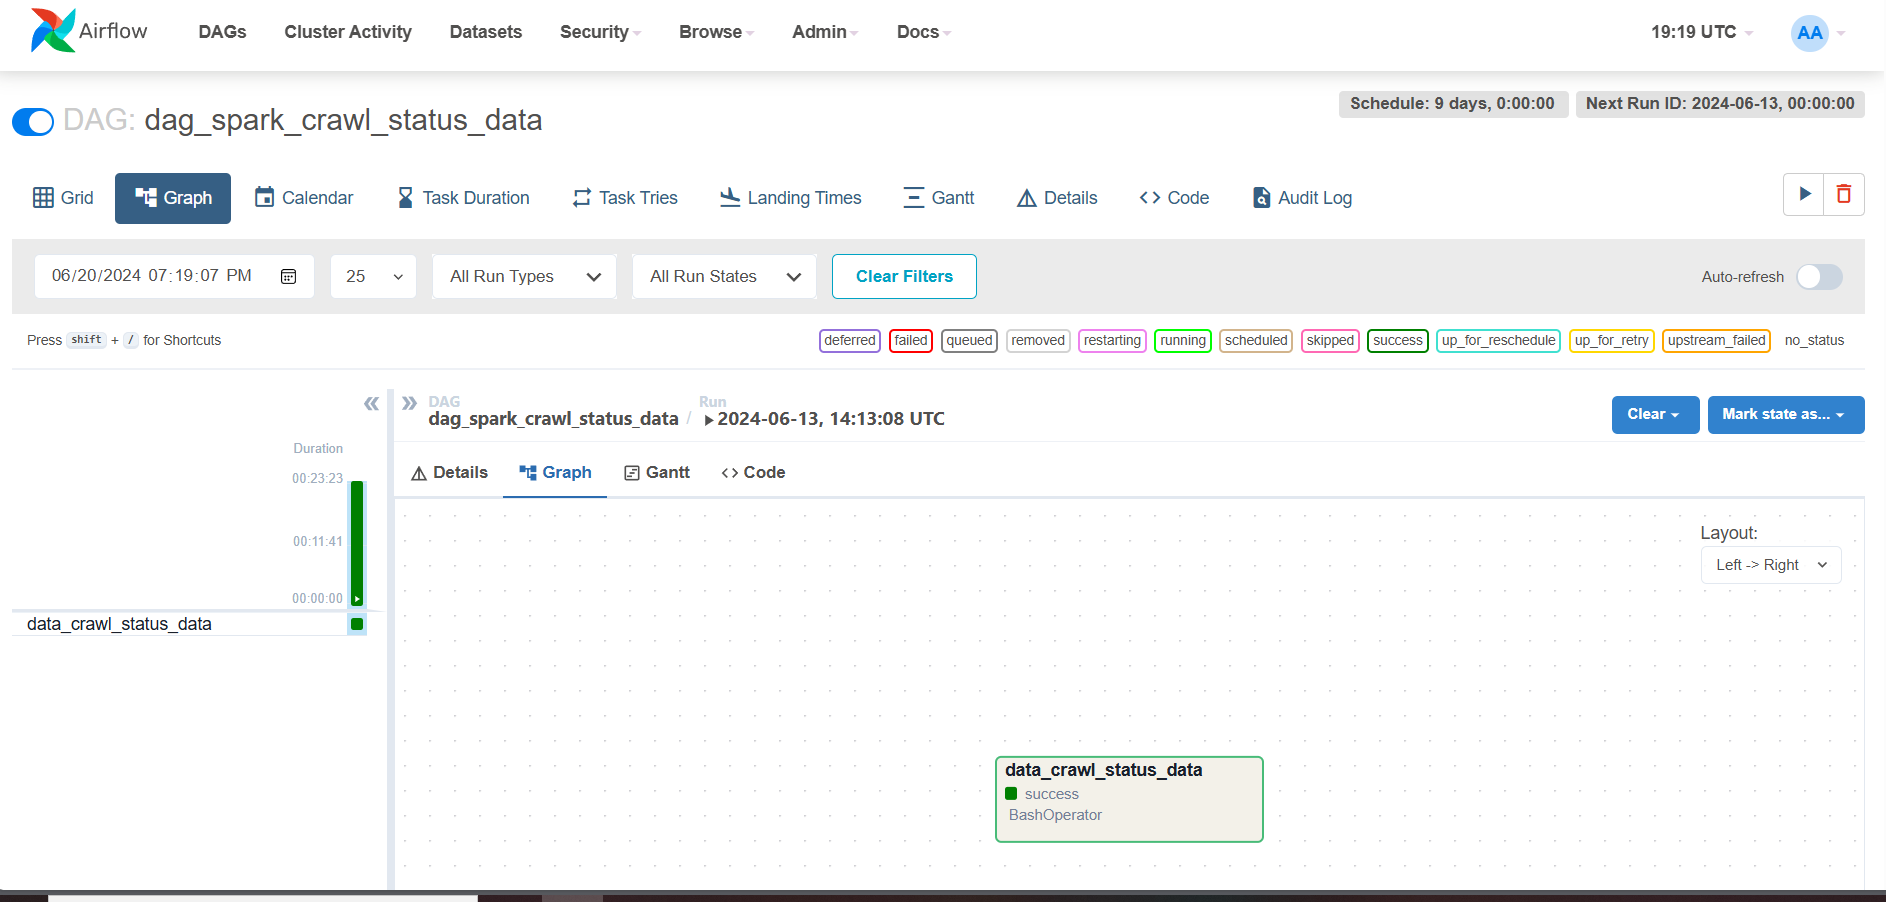 Airflow DAGs Cluster Activity Datasets Security Browse Admin Docs 19:19 UTC AA
DAG: dag_spark_crawl_status_data Schedule: 9 days, 0:00:00 Next Run ID: 2024-06-13, 00:00:00
Grid Graph Calendar Task Duration Task Tries Landing Times Gantt Details Code Audit Log
06/20/2024 07:19:07 PM 25 All Run Types All Run States Clear Filters Auto-refresh
Press shift + / for Shortcuts deferred failed queued removed restarting running scheduled skipped success up_for_reschedule up_for_retry upstream_failed no_status
DAG Run
dag_spark_crawl_status_data / 2024-06-13, 14:13:08 UTC Clear Mark state as...
Duration
00:23:23
00:11:41
00:00:00
data_crawl_status_data
Details Graph Gantt Code
Layout:
Left -> Right
data_crawl_status_data
success
BashOperator